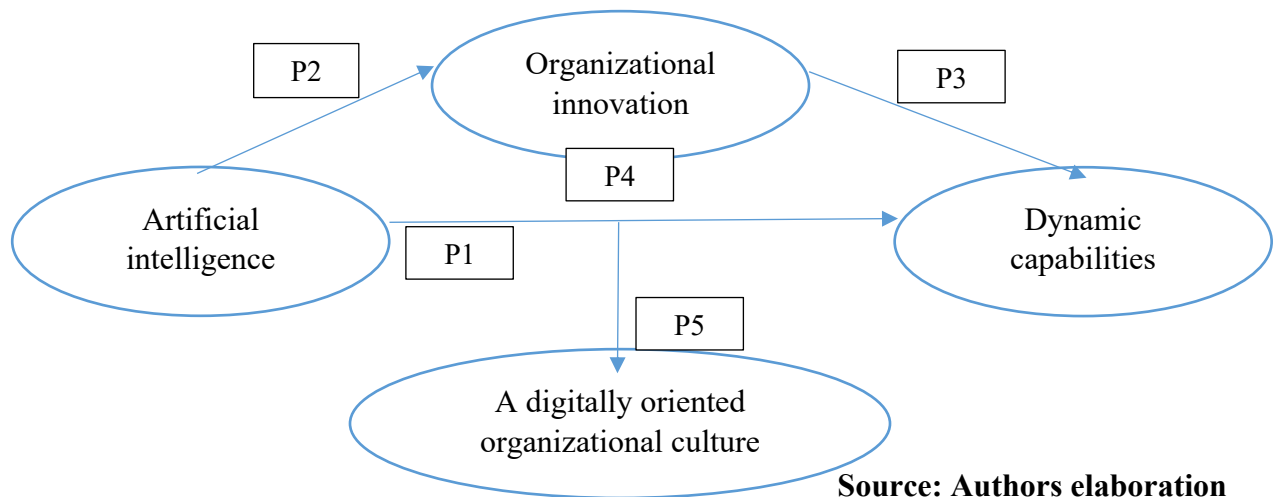 P2
Organizational
innovation
P3
P4
Artificial
intelligence
P1
Dynamic
capabilities
P5
A digitally oriented
organizational culture
Source: Authors elaboration